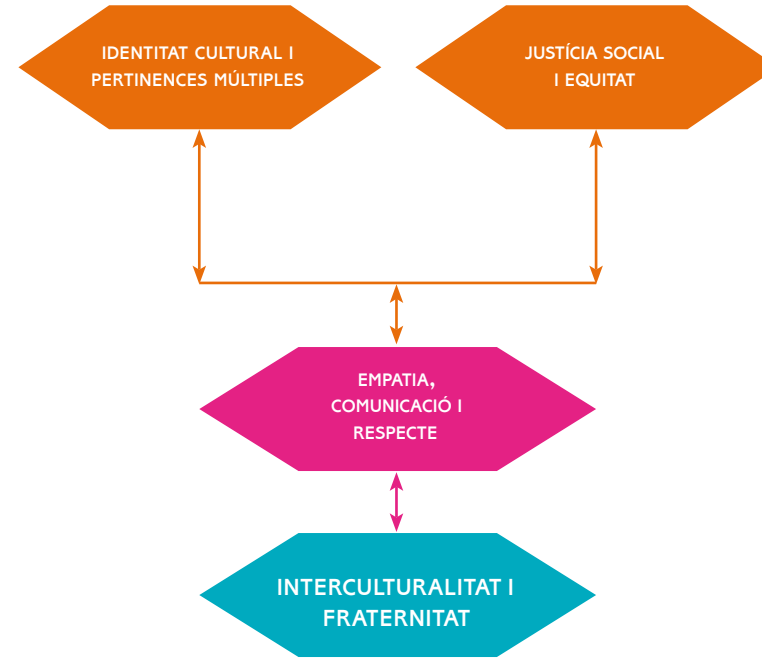 IDENTITAT CULTURAL I
PERTINENCES MÚLTIPLES
JUSTÍCIA SOCIAL
I EQUITAT
EMPATIA,
COMUNICACIÓ I
RESPECTE
INTERCULTURALITAT I
FRATERNITAT